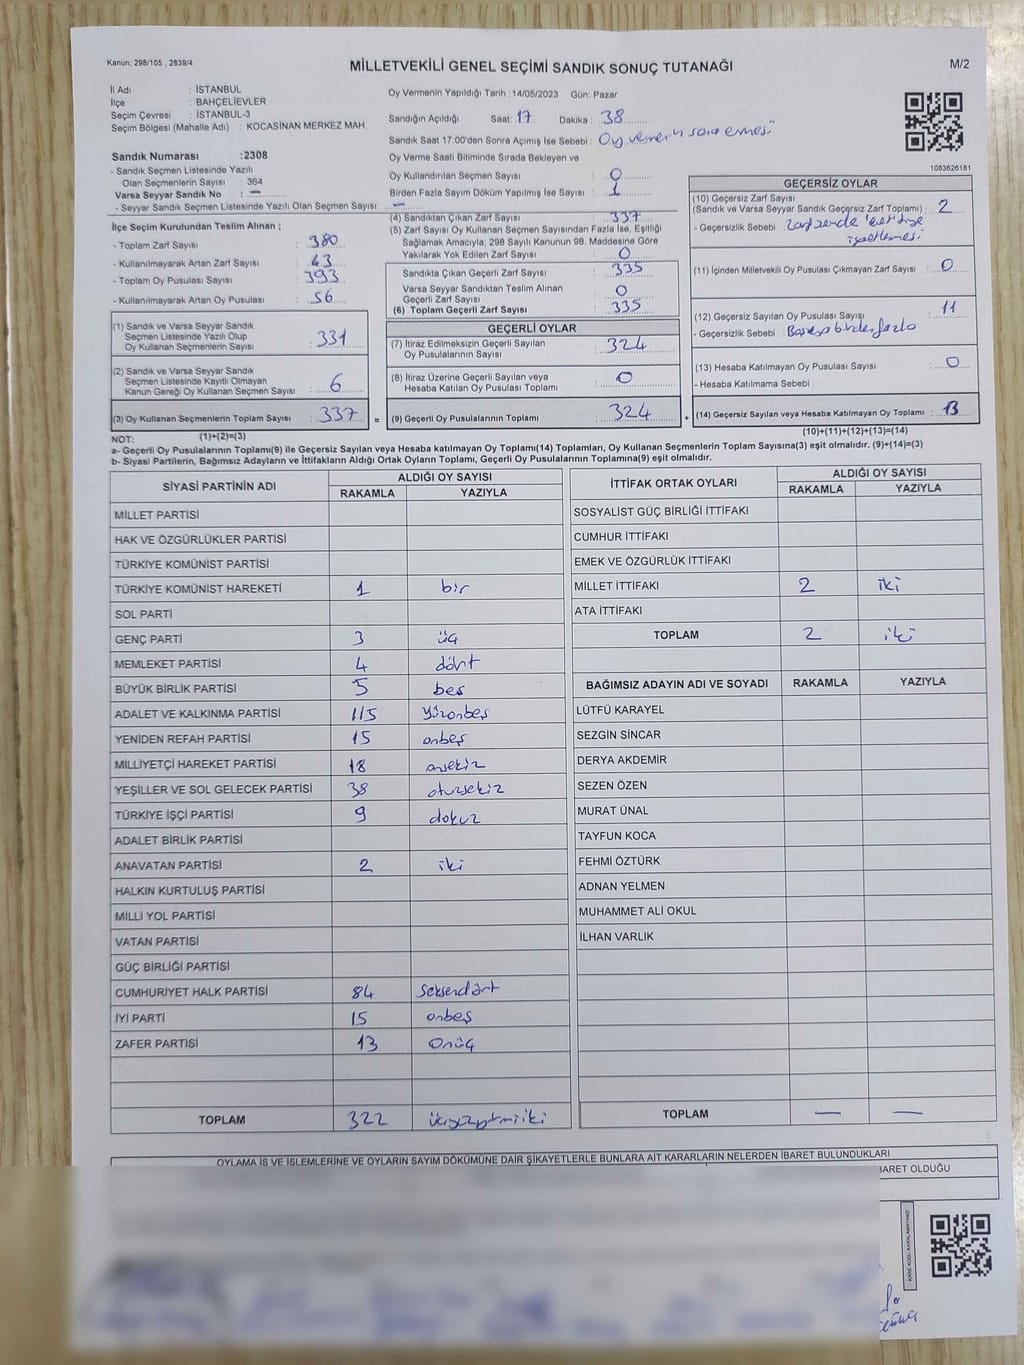 Kanun; 298/105 , 2839/4
MİLLETVEKİLİ GENEL SEÇİMİ SANDIK SONUÇ TUTANAĞI
M/2
İl Adı : İSTANBUL
İlçe : BAHÇELİEVLER
Seçim Çevresi : İSTANBUL-3
Seçim Bölgesi (Mahalle Adı) : KOCASİNAN MERKEZ MAH.
Oy Vermenin Yapıldığı Tarih :14/05/2023 Gün: Pazar
Sandığın Açıldığı Saat: 17 Dakika : 38
Sandık Saat 17:00'den Sonra Açımış İse Sebebi : Oy vermenin
Oy Verme Saati Bitiminde Sırada Bekleyen ve
Oy Kullandırılan Seçmen Sayısı : 0
Birden Fazla Sayım Döküm Yapılmış İse Sayısı : 1
1083626181
Sandık Numarası :2308
- Sandık Seçmen Listesinde Yazılı
Olan Seçmenlerin Sayısı : 364
Varsa Seyyar Sandık No : —
- Seyyar Sandık Seçmen Listesinde Yazılı Olan Seçmen Sayısı: —
İlçe Seçim Kurulundan Teslim Alınan ;
- Toplam Zarf Sayısı : 380
- Kullanılmayarak Artan Zarf Sayısı : 43
- Toplam Oy Pusulası Sayısı : 393
- Kullanılmayarak Artan Oy Pusulası : 56
(1) Sandık ve Varsa Seyyar Sandık
Seçmen Listesinde Yazılı Olup
Oy Kullanan Seçmenlerin Sayısı : 331
(2) Sandık ve Varsa Seyyar Sandık
Seçmen Listesinde Kayıtlı Olmayan
Kanun Gereği Oy Kullanan Seçmen Sayısı : 6
(3) Oy Kullanan Seçmenlerin Toplam Sayısı : 337 =
(4) Sandıktan Çıkan Zarf Sayısı : 337
(5) Zarf Sayısı Oy Kullanan Seçmen Sayısından Fazla İse, Eşitliği
Sağlamak Amacıyla; 298 Sayılı Kanunun 98. Maddesine Göre
Yakılarak Yok Edilen Zarf Sayısı : 0
Sandıkta Çıkan Geçerli Zarf Sayısı : 335
Varsa Seyyar Sandıktan Teslim Alınan
Geçerli Zarf Sayısı : 0
(6) Toplam Geçerli Zarf Sayısı : 335
GEÇERLİ OYLAR
(7) İtiraz Edilmeksizin Geçerli Sayılan
Oy Pusulalarının Sayısı : 324
(8) İtiraz Üzerine Geçerli Sayılan veya
Hesaba Katılan Oy Pusulası Toplamı : 0
(9) Geçerli Oy Pusulalarının Toplamı : 324 +
GEÇERSİZ OYLAR
(10) Geçersiz Zarf Sayısı
(Sandık ve Varsa Seyyar Sandık Geçersiz Zarf Toplamı) : 2
- Geçersizlik Sebebi :
(11) İçinden Milletvekili Oy Pusulası Çıkmayan Zarf Sayısı : 0
(12) Geçersiz Sayılan Oy Pusulası Sayısı : 11
- Geçersizlik Sebebi : birden fazla
(13) Hesaba Katılmayan Oy Pusulası Sayısı : 0
- Hesaba Katılmama Sebebi :
(14) Geçersiz Sayılan veya Hesaba Katılmayan Oy Toplamı : 13
(1)+(2)=(3)
(10)+(11)+(12)+(13)=(14)
NOT:
a- Geçerli Oy Pusulalarının Toplamı(9) ile Geçersiz Sayılan veya Hesaba katılmayan Oy Toplamı(14) Toplamları, Oy Kullanan Seçmenlerin Toplam Sayısına(3) eşit olmalıdır. (9)+(14)=(3)
b- Siyasi Partilerin, Bağımsız Adayların ve İttifakların Aldığı Ortak Oyların Toplamı, Geçerli Oy Pusulalarının Toplamına(9) eşit olmalıdır.
SİYASİ PARTİNİN ADI
ALDIĞI OY SAYISI
RAKAMLA YAZIYLA
MİLLET PARTİSİ
HAK VE ÖZGÜRLÜKLER PARTİSİ
TÜRKİYE KOMÜNİST PARTİSİ
TÜRKİYE KOMÜNİST HAREKETİ 1 bir
SOL PARTİ
GENÇ PARTİ 3 üç
MEMLEKET PARTİSİ 4 dört
BÜYÜK BİRLİK PARTİSİ 5 beş
ADALET VE KALKINMA PARTİSİ 115 yüzonbeş
YENİDEN REFAH PARTİSİ 15 onbeş
MİLLİYETÇİ HAREKET PARTİSİ 18 onsekiz
YEŞİLLER VE SOL GELECEK PARTİSİ 38 otuzsekiz
TÜRKİYE İŞÇİ PARTİSİ 9 dokuz
ADALET BİRLİK PARTİSİ
ANAVATAN PARTİSİ 2 iki
HALKIN KURTULUŞ PARTİSİ
MİLLİ YOL PARTİSİ
VATAN PARTİSİ
GÜÇ BİRLİĞİ PARTİSİ
CUMHURİYET HALK PARTİSİ 84 seksendört
İYİ PARTİ 15 onbeş
ZAFER PARTİSİ 13 onüç
TOPLAM 322 üçyüzyirmiiki
İTTİFAK ORTAK OYLARI
ALDIĞI OY SAYISI
RAKAMLA YAZIYLA
SOSYALİST GÜÇ BİRLİĞİ İTTİFAKI
CUMHUR İTTİFAKI
EMEK VE ÖZGÜRLÜK İTTİFAKI
MİLLET İTTİFAKI 2 iki
ATA İTTİFAKI
TOPLAM 2 iki
BAĞIMSIZ ADAYIN ADI VE SOYADI RAKAMLA YAZIYLA
LÜTFÜ KARAYEL
SEZGİN SİNCAR
DERYA AKDEMİR
SEZEN ÖZEN
MURAT ÜNAL
TAYFUN KOCA
FEHMİ ÖZTÜRK
ADNAN YELMEN
MUHAMMET ALİ OKUL
İLHAN VARLIK
TOPLAM — —
OYLAMA İŞ VE İŞLEMLERİNE VE OYLARIN SAYIM DÖKÜMÜNE DAİR ŞİKAYETLERLE BUNLARA AİT KARARLARIN NELERDEN İBARET BULUNDUKLARI
BARET OLDUĞU
KARE KODU KARALAMAYINIZ!